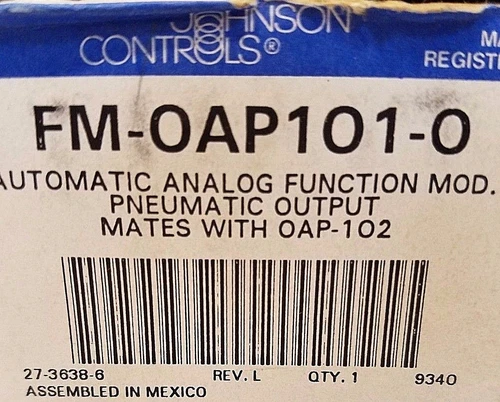 JOHNSON
CONTROLS®
REGIST
FM-OAP101-0
AUTOMATIC ANALOG FUNCTION MOD.
PNEUMATIC OUTPUT
MATES WITH OAP-102
27-3638-6 REV. L QTY. 1 9340
ASSEMBLED IN MEXICO